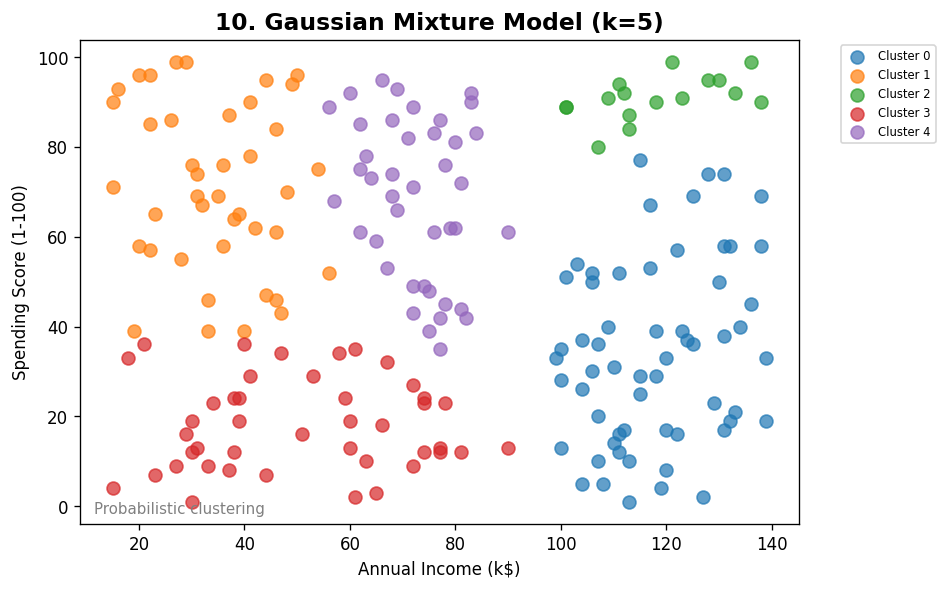 10. Gaussian Mixture Model (k=5)
100
80
60
40
20
0
Spending Score (1-100)
Probabilistic clustering
20 40 60 80 100 120 140
Annual Income (k$)
Cluster 0
Cluster 1
Cluster 2
Cluster 3
Cluster 4